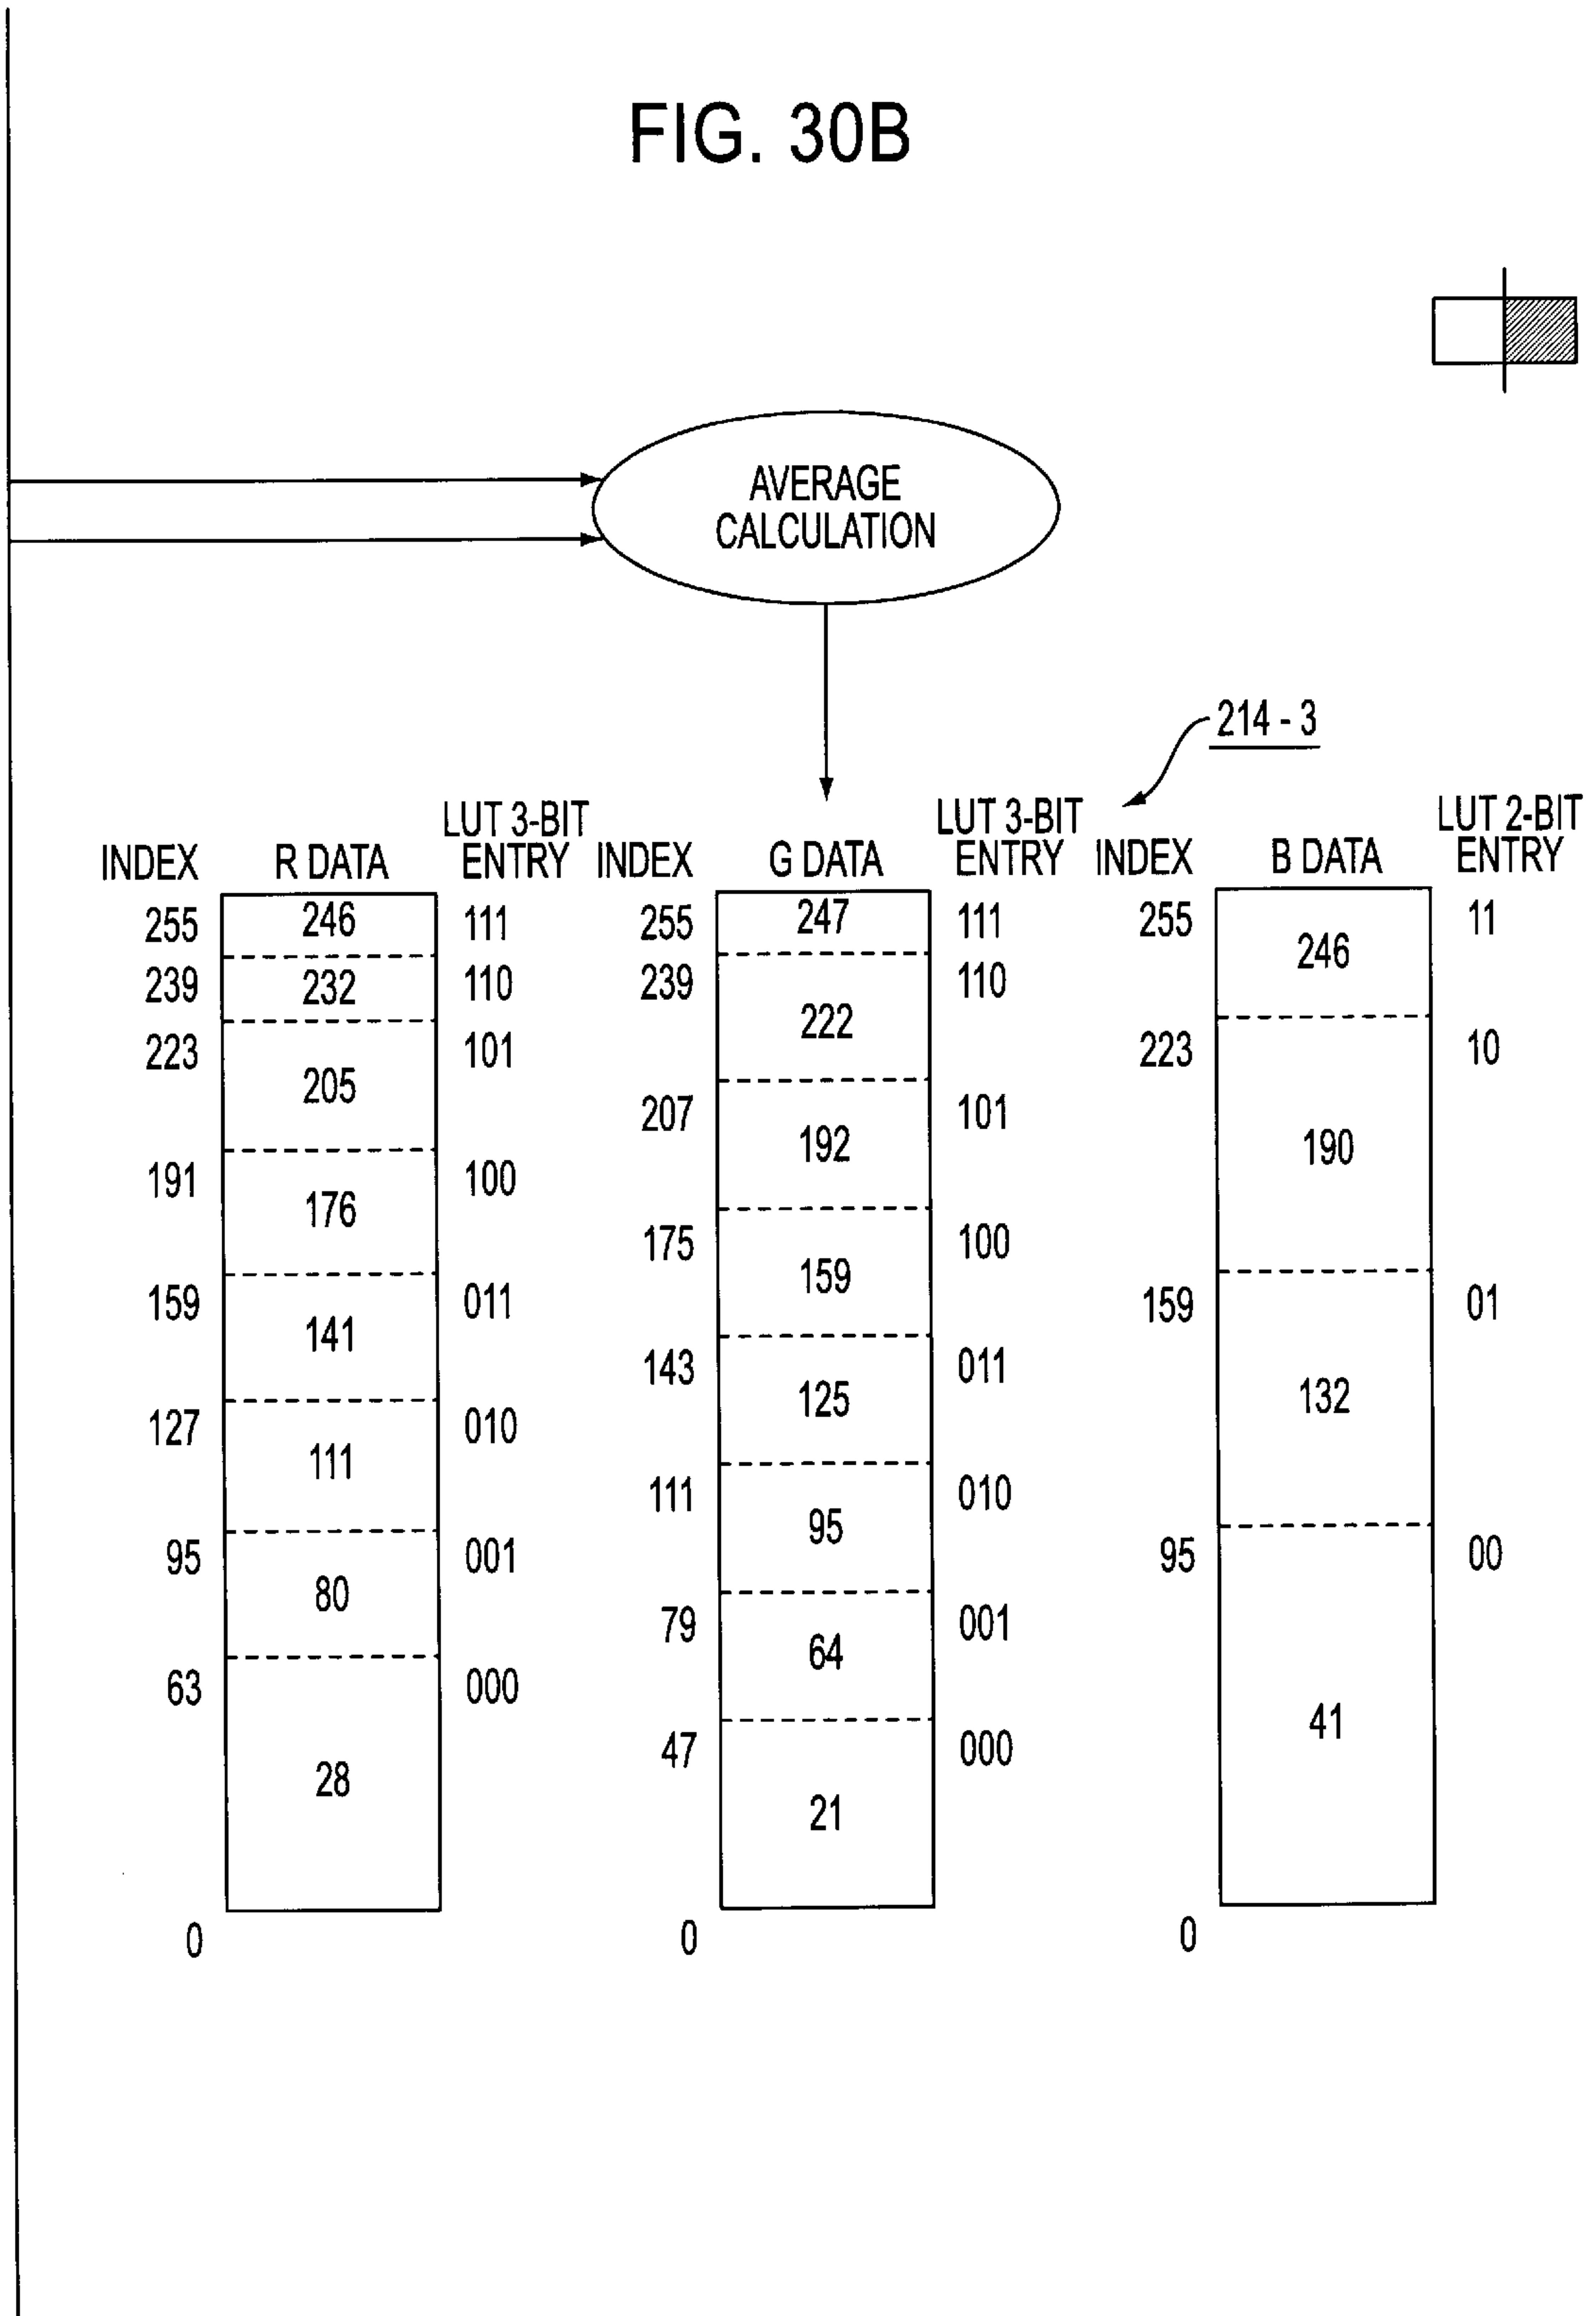 FIG. 30B
AVERAGE
CALCULATION
214 - 3
INDEX R DATA LUT 3-BIT ENTRY
255 246 111
239 232 110
223 205 101
191 176 100
159 141 011
127 111 010
95 80 001
63 28 000
0
INDEX G DATA LUT 3-BIT ENTRY
255 247 111
239 222 110
207 192 101
175 159 100
143 125 011
111 95 010
79 64 001
47 21 000
0
INDEX B DATA LUT 2-BIT ENTRY
255 246 11
223 190 10
159 132 01
95 41 00
0